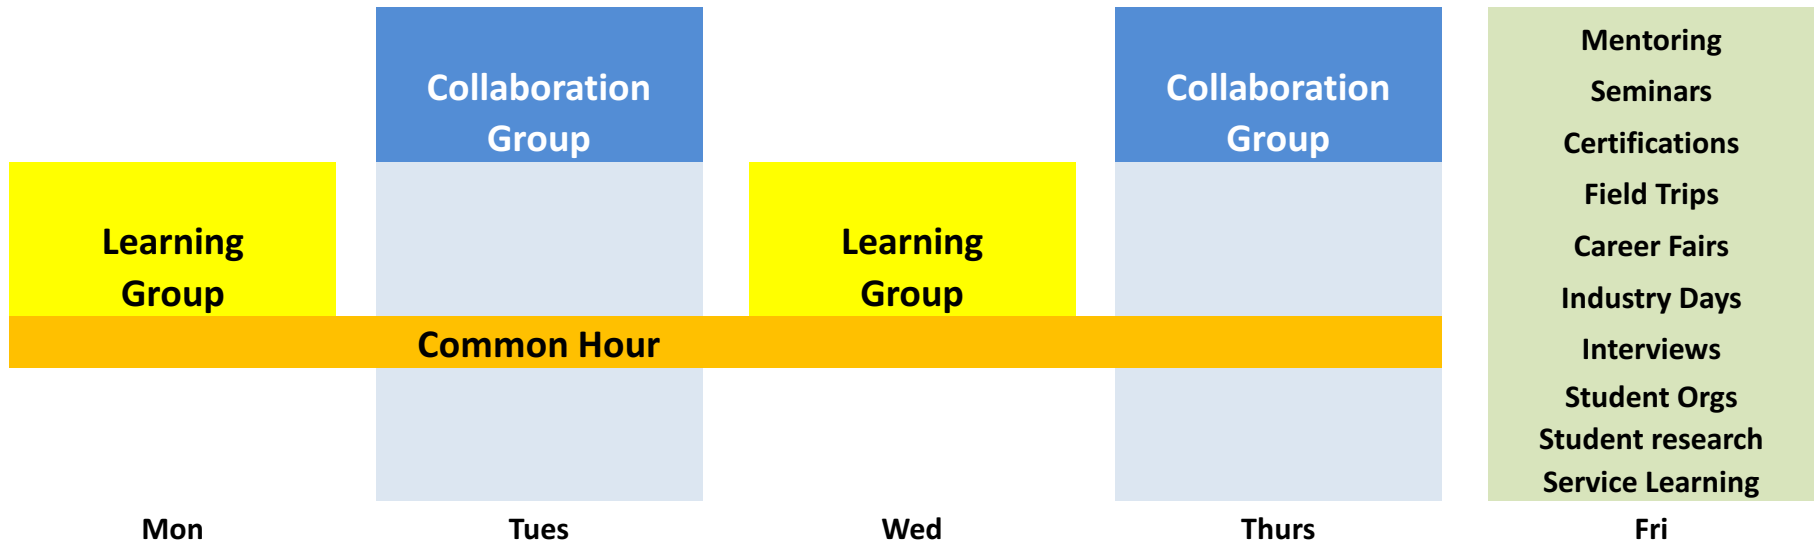 Collaboration
Group
Collaboration
Group
Learning
Group
Learning
Group
Common Hour
Mentoring
Seminars
Certifications
Field Trips
Career Fairs
Industry Days
Interviews
Student Orgs
Student research
Service Learning
Mon
Tues
Wed
Thurs
Fri